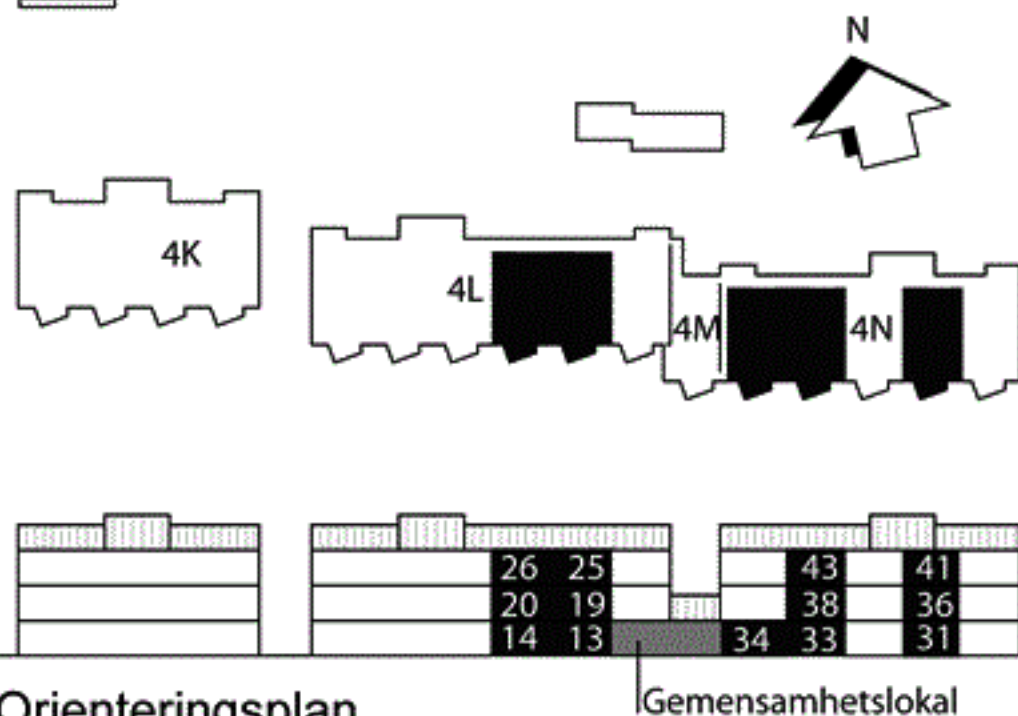 N
4K
4L
4M
4N
26 25 43 41
20 19 38 36
14 13 34 33 31
Gemensamhetslokal
Orienteringsplan